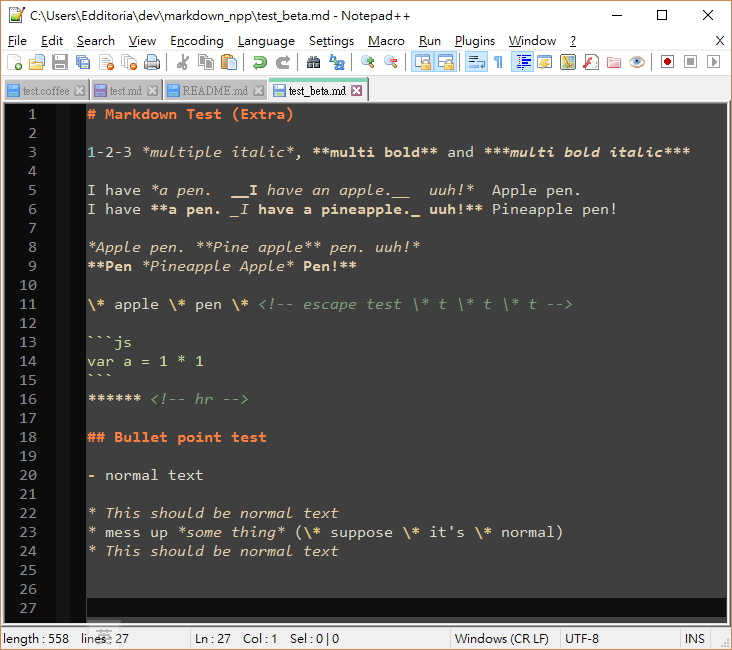 C:\Users\Edditoria\dev\markdown_npp\test_beta.md - Notepad++
File Edit Search View Encoding Language Settings Macro Run Plugins Window ? X
test.coffee test.md README.md test_beta.md
1 # Markdown Test (Extra)
2
3 1-2-3 *multiple italic*, **multi bold** and ***multi bold italic***
4
5 I have *a pen.  __I have an apple.__  uuh!*  Apple pen.
6 I have **a pen. _I have a pineapple._ uuh!** Pineapple pen!
7
8 *Apple pen. **Pine apple** pen. uuh!*
9 **Pen *Pineapple Apple* Pen!**
10
11 \* apple \* pen \* <!-- escape test \* t \* t \* t -->
12
13 ```js
14 var a = 1 * 1
15 ```
16 ****** <!-- hr -->
17
18 ## Bullet point test
19
20 - normal text
21
22 * This should be normal text
23 * mess up *some thing* (\* suppose \* it's \* normal)
24 * This should be normal text
25
26
27
length : 558 lines : 27 Ln : 27 Col : 1 Sel : 0 | 0 Windows (CR LF) UTF-8 INS